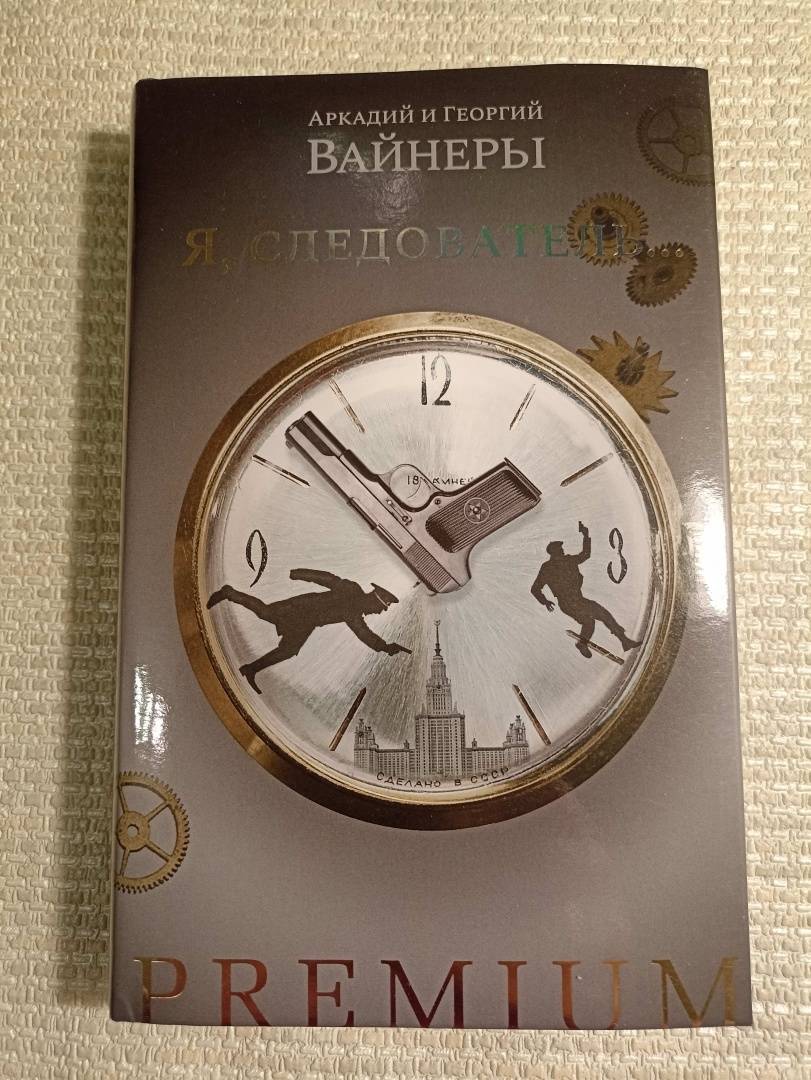 Аркадий и Георгий
ВАЙНЕРЫ
Я, СЛЕДОВАТЕЛЬ...
12
9
3
СДЕЛАНО В СССР
PREMIUM